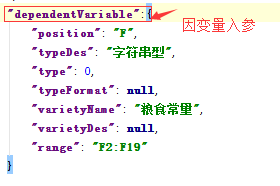 "dependentVariable":{ 因变量入参
"position": "F",
"typeDes": "字符串型",
"type": 0,
"typeFormat": null,
"varietyName": "粮食常量",
"varietyDes": null,
"range": "F2:F19"
}